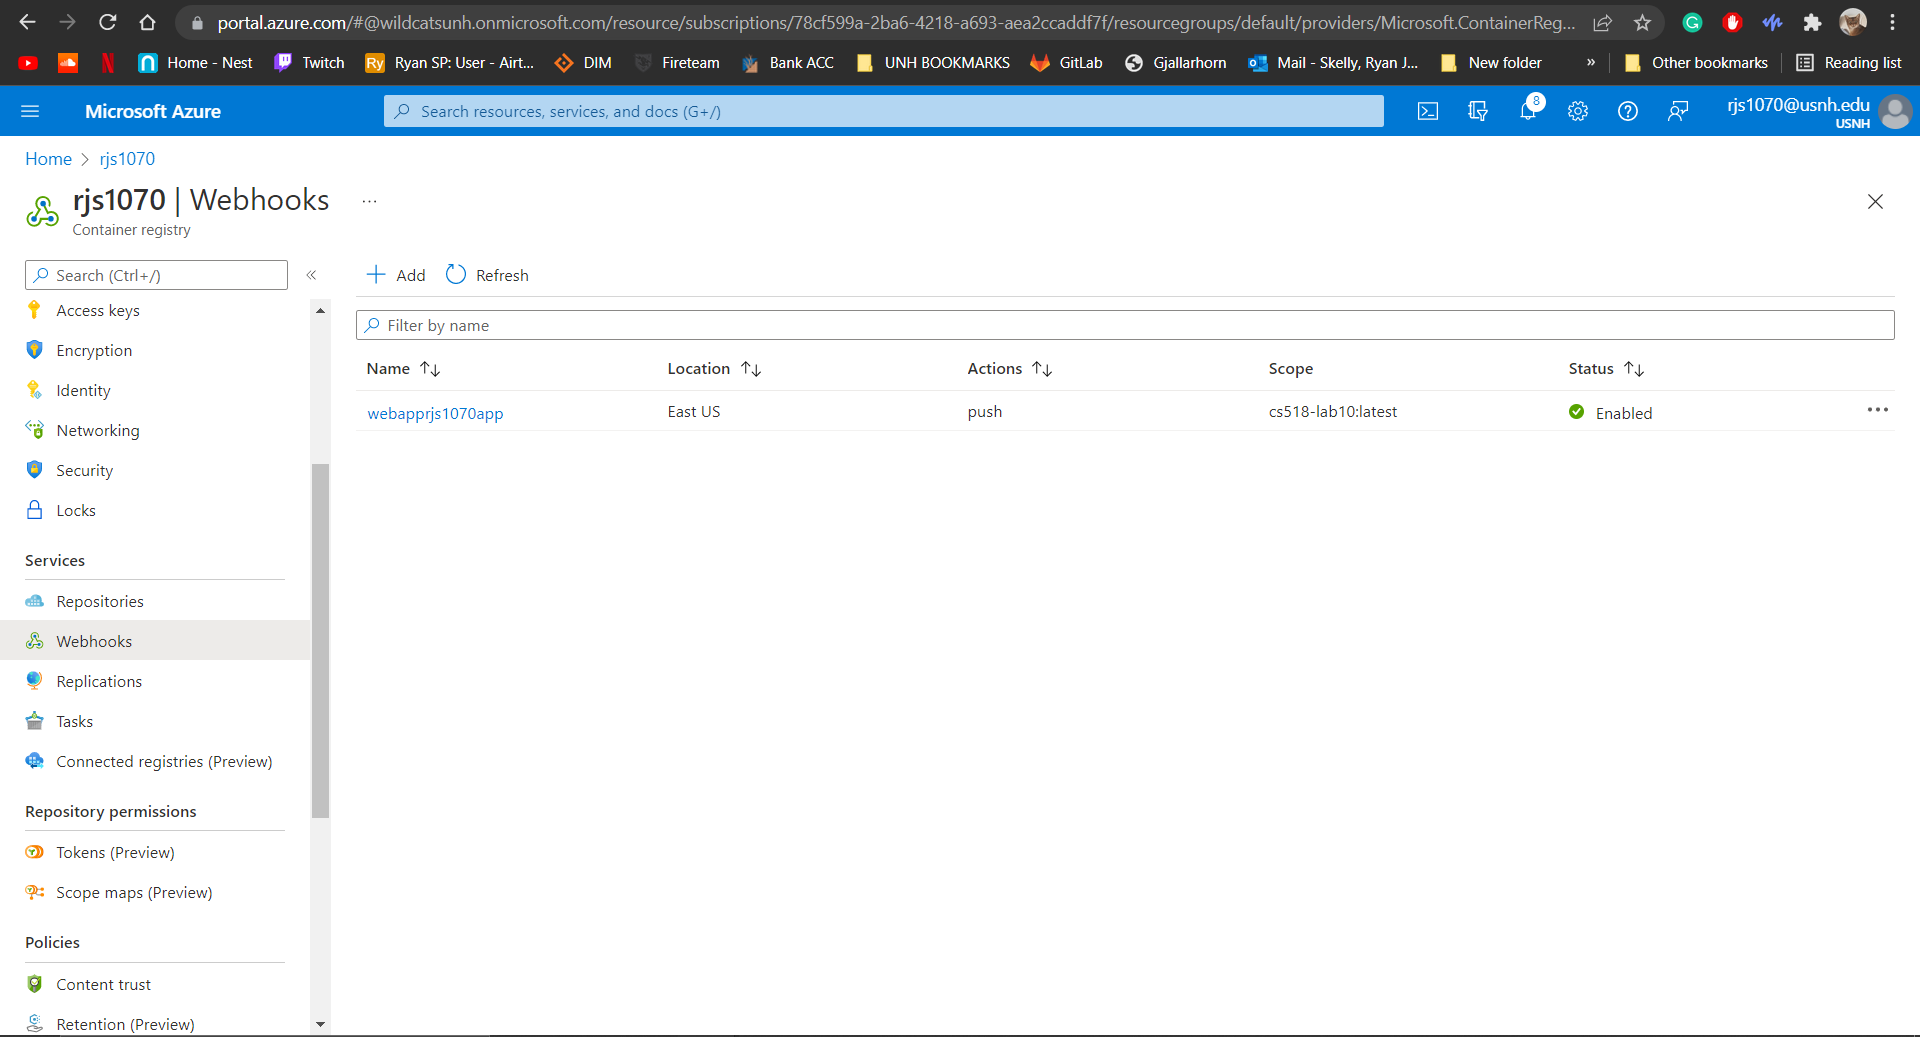 portal.azure.com/#@wildcatsunh.onmicrosoft.com/resource/subscriptions/78cf599a-2ba6-4218-a693-aea2ccaddf7f/resourcegroups/default/providers/Microsoft.ContainerReg...
Home - Nest Twitch Ry Ryan SP: User - Airt... DIM Fireteam Bank ACC UNH BOOKMARKS GitLab Gjallarhorn Mail - Skelly, Ryan J... New folder » Other bookmarks Reading list
Microsoft Azure
Search resources, services, and docs (G+/)
8
rjs1070@usnh.edu
USNH
Home > rjs1070
rjs1070 | Webhooks ...
Container registry
Search (Ctrl+/) «
Add Refresh
Filter by name
Name Location Actions Scope Status
webapprjs1070app East US push cs518-lab10:latest Enabled ...
Access keys
Encryption
Identity
Networking
Security
Locks
Services
Repositories
Webhooks
Replications
Tasks
Connected registries (Preview)
Repository permissions
Tokens (Preview)
Scope maps (Preview)
Policies
Content trust
Retention (Preview)